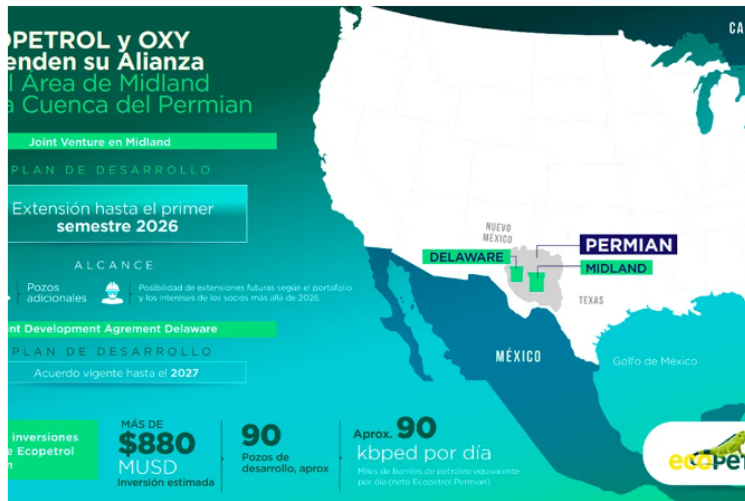 OPETROL y OXY
enden su Alianza
l Área de Midland
a Cuenca del Permian
Joint Venture en Midland
PLAN DE DESARROLLO
Extensión hasta el primer
semestre 2026
ALCANCE
Pozos
adicionales
Posibilidad de extensiones futuras según el portafolio
y los intereses de los socios más allá de 2026
nt Development Agrement Delaware
PLAN DE DESARROLLO
Acuerdo vigente hasta el 2027
inversiones
e Ecopetrol
n
MÁS DE
$880
MUSD
Inversión estimada
90
Pozos de
desarrollo, aprox
Aprox. 90
kbped por día
Miles de barriles de petróleo equivalente
por día (neto Ecopetrol Permian)
CA
NUEVO
MÉXICO
DELAWARE
PERMIAN
MIDLAND
TEXAS
MÉXICO
Golfo de México
ecopet